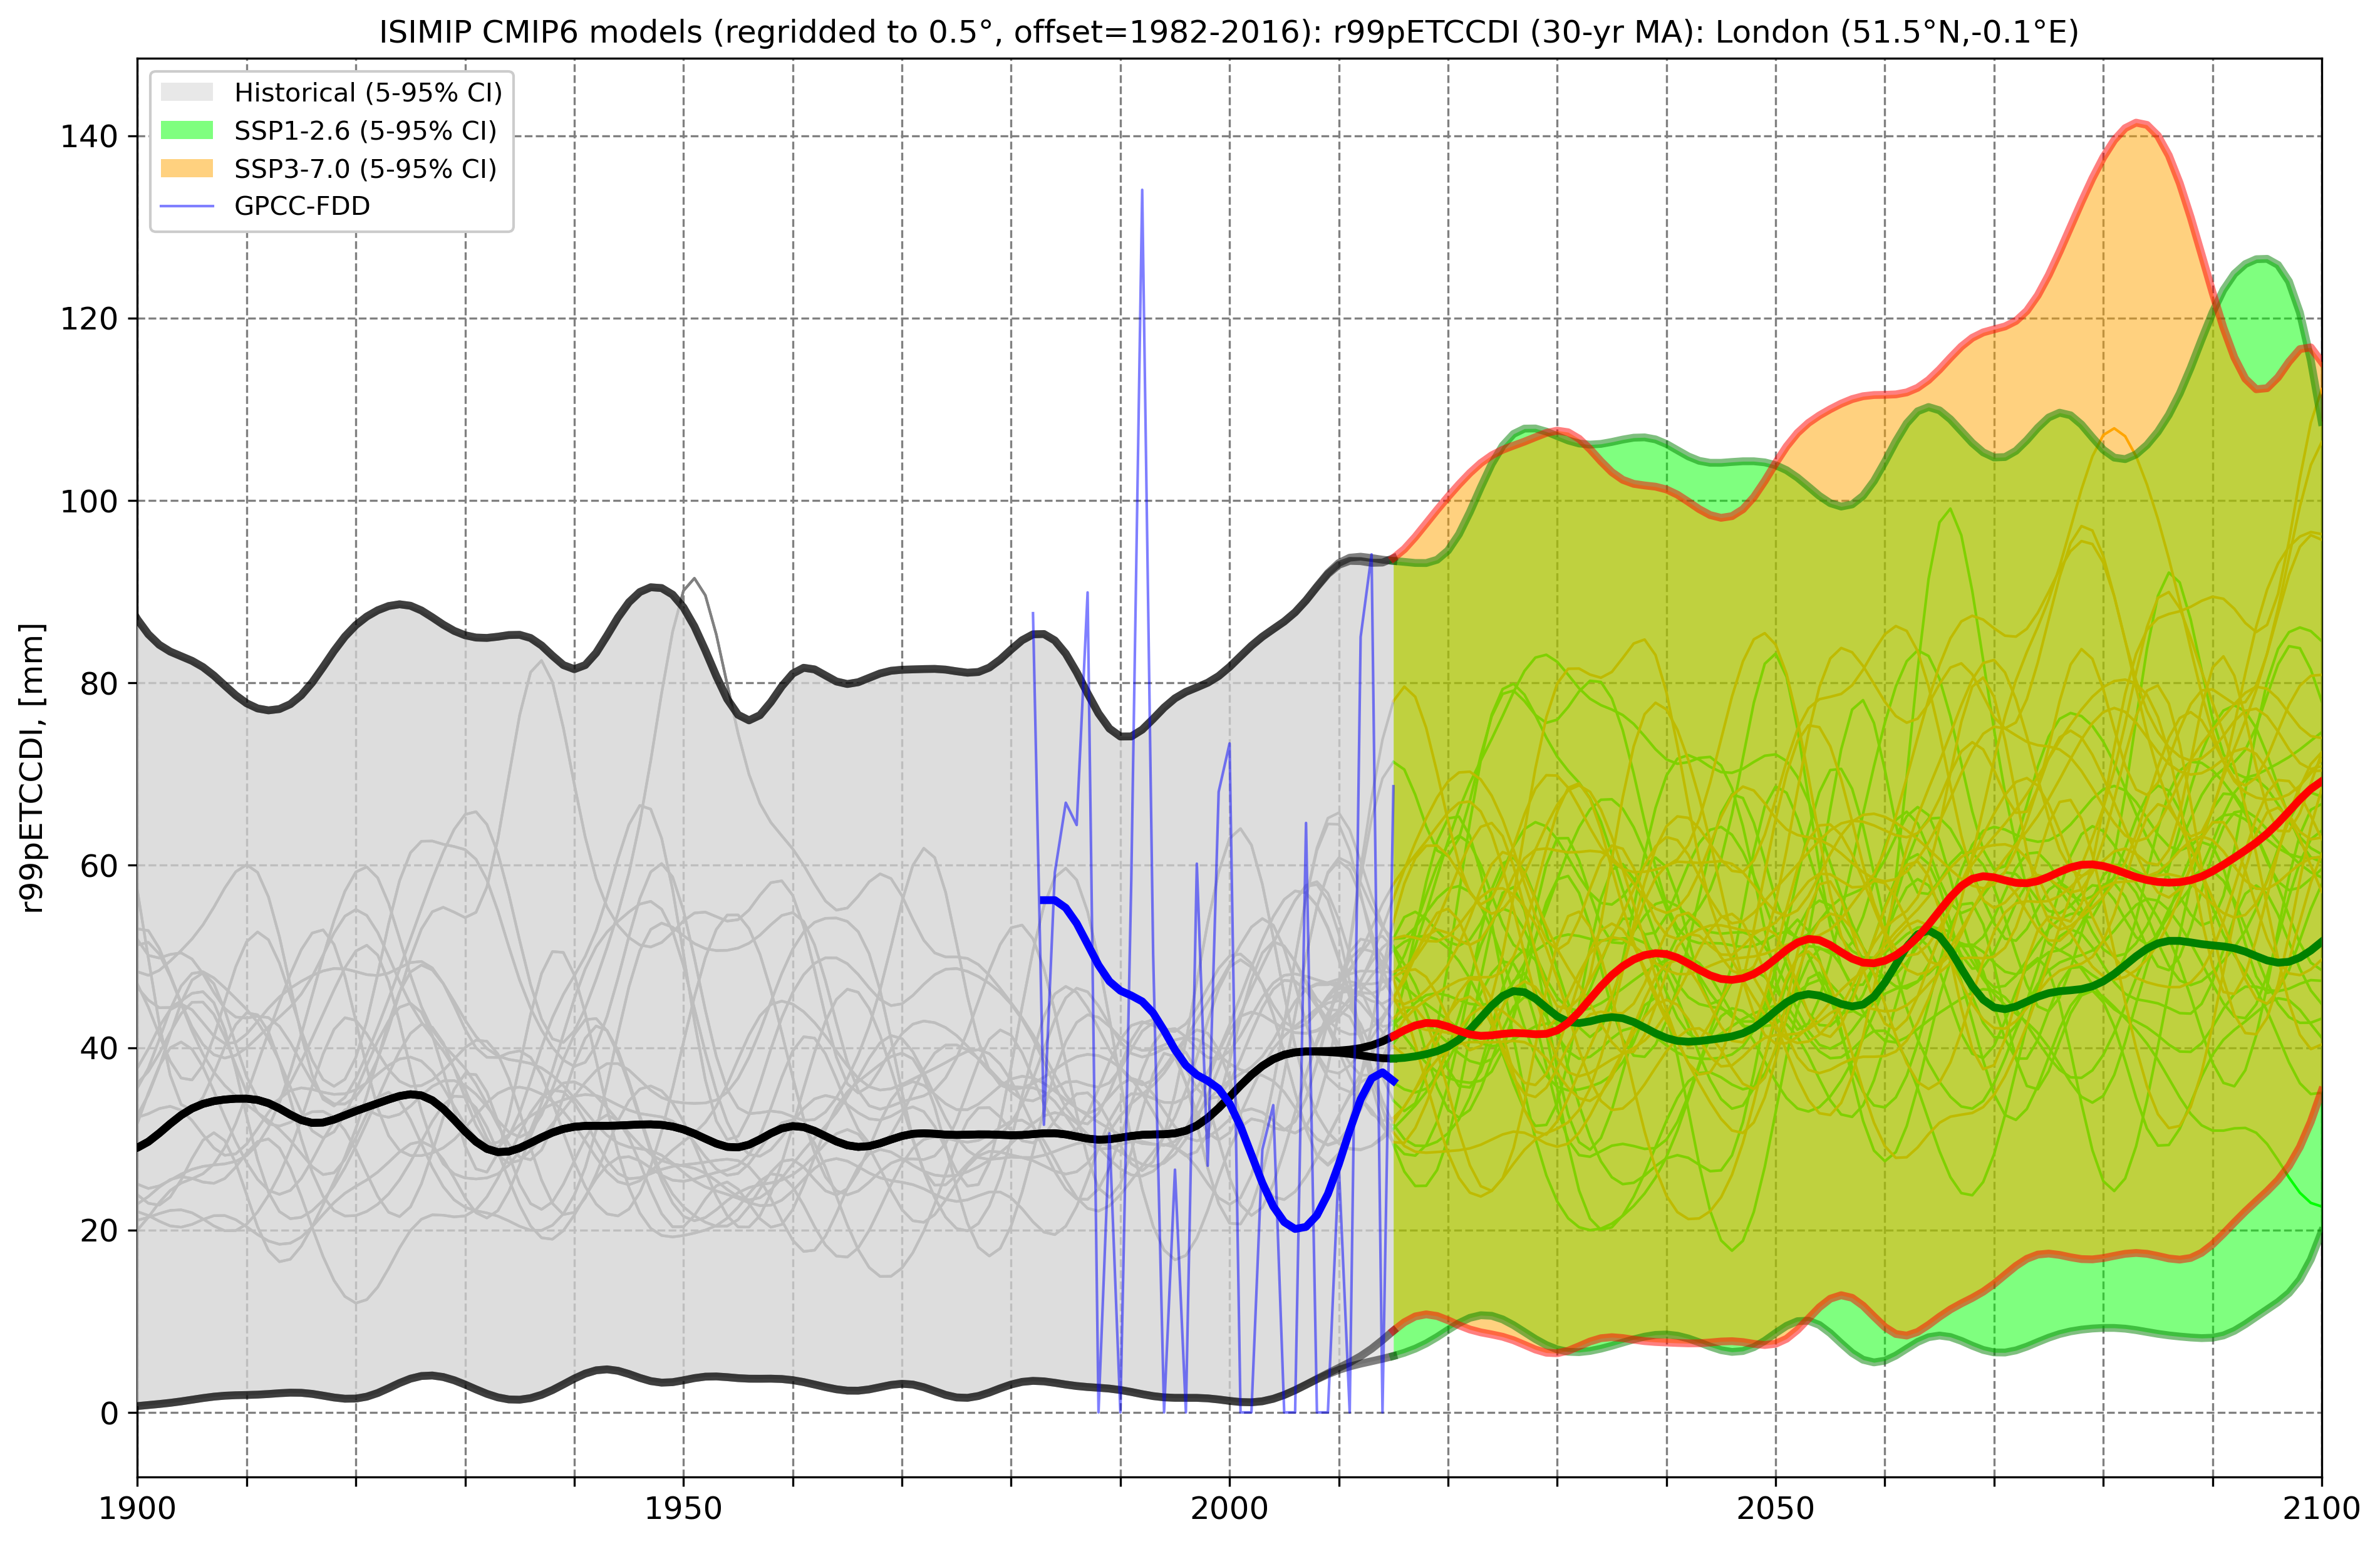 ISIMIP CMIP6 models (regridded to 0.5°, offset=1982-2016): r99pETCCDI (30-yr MA): London (51.5°N,-0.1°E)
Historical (5-95% CI)
SSP1-2.6 (5-95% CI)
SSP3-7.0 (5-95% CI)
GPCC-FDD
r99pETCCDI, [mm]
140
120
100
80
60
40
20
0
1900
1950
2000
2050
2100